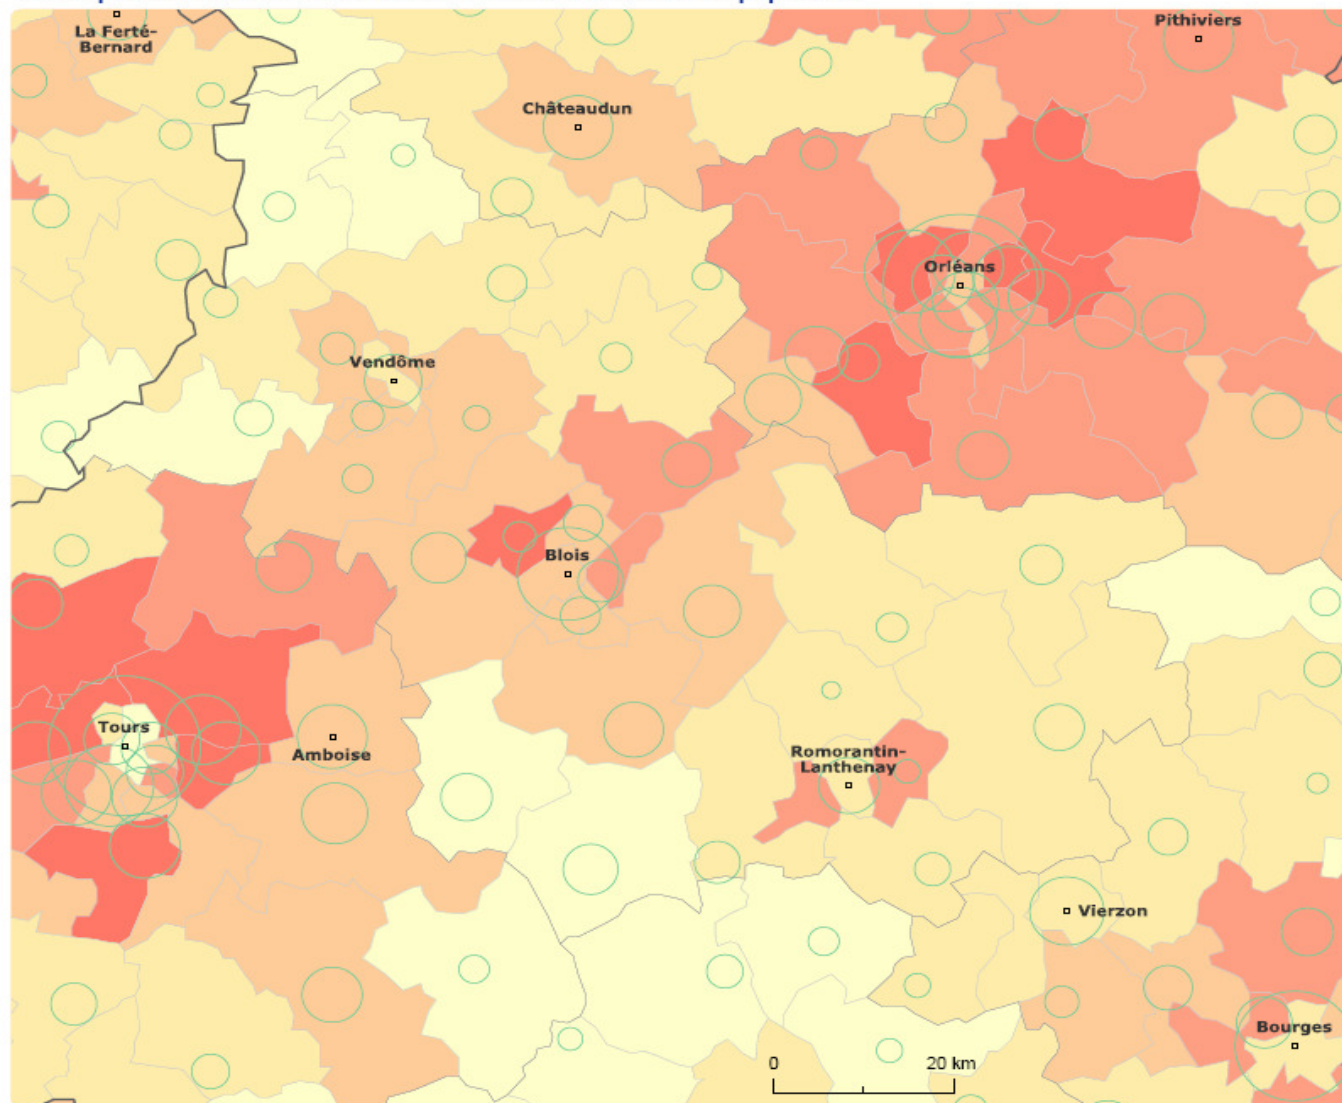 La Ferté-
Bernard
Pithiviers
Châteaudun
Orléans
Vendôme
Blois
Tours
Amboise
Romorantin-
Lanthenay
Vierzon
Bourges
0 20 km